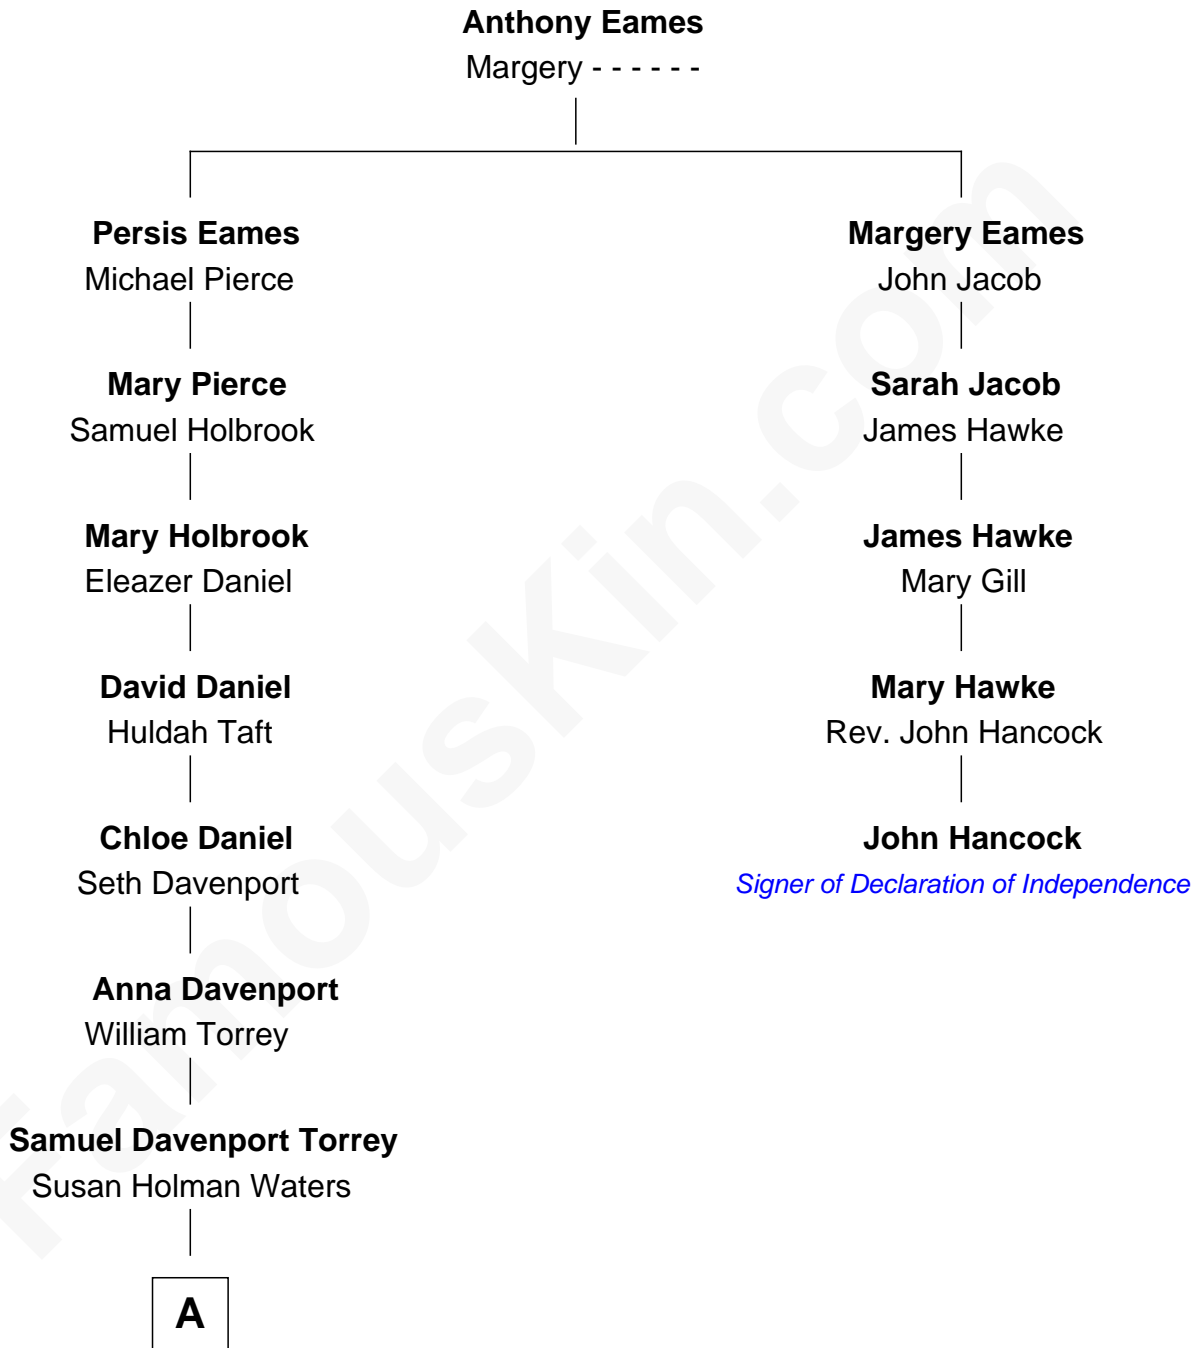 Anthony Eames
Margery - - - - - -
Persis Eames
Michael Pierce
Margery Eames
John Jacob
Mary Pierce
Samuel Holbrook
Sarah Jacob
James Hawke
Mary Holbrook
Eleazer Daniel
James Hawke
Mary Gill
David Daniel
Huldah Taft
Mary Hawke
Rev. John Hancock
Chloe Daniel
Seth Davenport
John Hancock
Signer of Declaration of Independence
Anna Davenport
William Torrey
Samuel Davenport Torrey
Susan Holman Waters
A
FamousKin.com